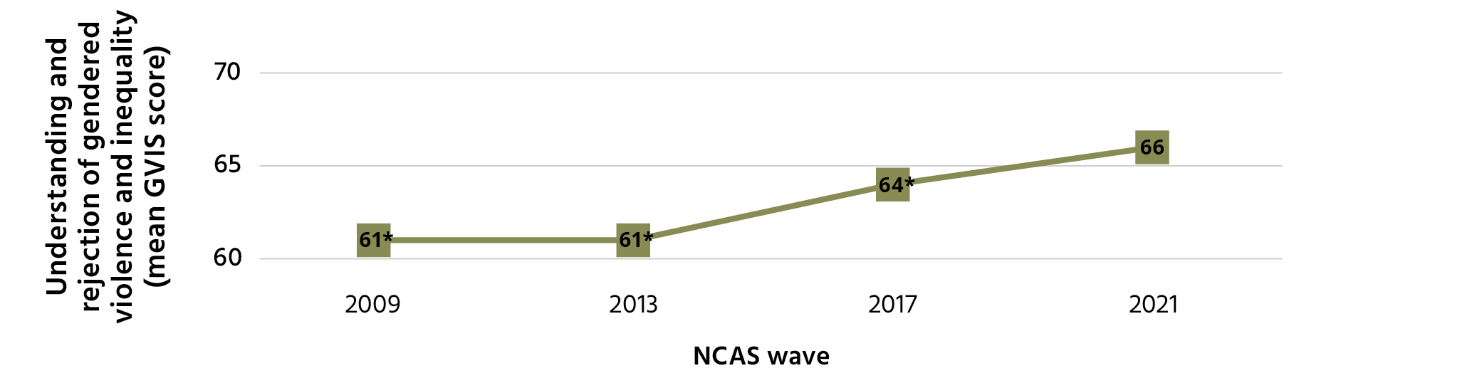 Understanding and
rejection of gendered
violence and inequality
(mean GVIS score)
70
65
60
61*
61*
64*
66
2009
2013
2017
2021
NCAS wave